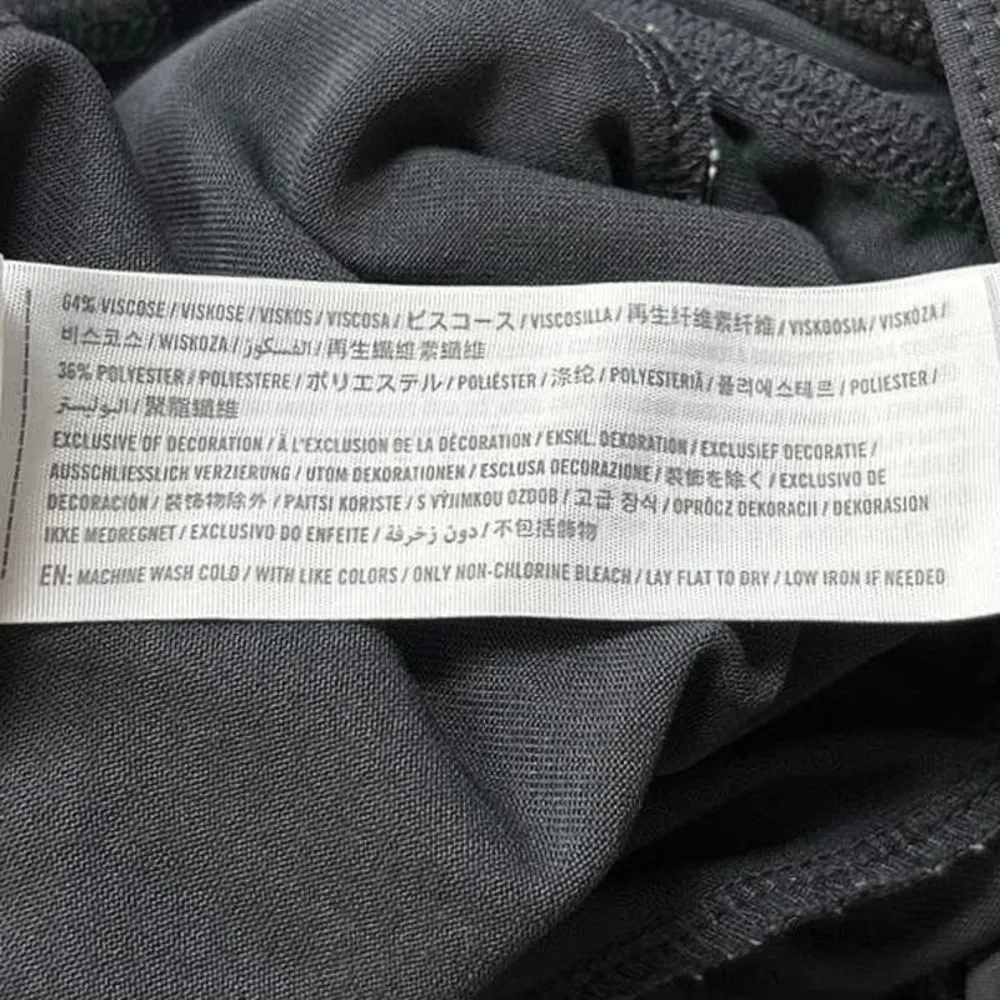 64% VISCOSE / VISKOSE / VISKOS / VISCOSA / ビスコース / VISCOSILLA / 再生纤维素纤维 / VISKOOSIA / VISKÓZA /
비스코스 / WISKOZA / الفسكوز / 再生纖維素纖維
36% POLYESTER / POLIESTERE / ポリエステル / POLIÉSTER / 涤纶 / POLYESTERIÄ / 폴리에스테르 / POLIESTER /
البوليستر / 聚脂纖維
EXCLUSIVE OF DECORATION / À L'EXCLUSION DE LA DÉCORATION / EKSKL. DEKORATION / EXCLUSIEF DECORATIE /
AUSSCHLIESSLICH VERZIERUNG / UTOM DEKORATIONEN / ESCLUSA DECORAZIONE / 装飾を除く / EXCLUSIVO DE
DECORACIÓN / 装饰物除外 / PAITSI KORISTE / S VÝJIMKOU OZDOB / 고급 장식 / OPRÓCZ DEKORACJI / DEKORASJON
IKKE MEDREGNET / EXCLUSIVO DO ENFEITE / دون زخرفة / 不包括飾物
EN: MACHINE WASH COLD / WITH LIKE COLORS / ONLY NON-CHLORINE BLEACH / LAY FLAT TO DRY / LOW IRON IF NEEDED